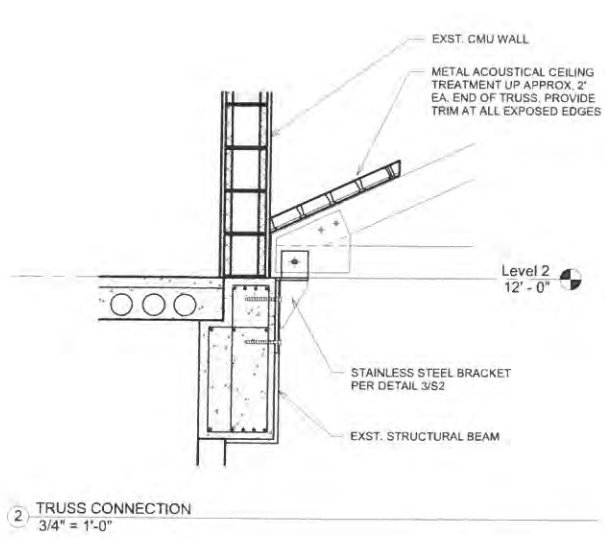 EXST. CMU WALL
METAL ACOUSTICAL CEILING
TREATMENT UP APPROX. 2'
EA. END OF TRUSS. PROVIDE
TRIM AT ALL EXPOSED EDGES
Level 2
12' - 0"
STAINLESS STEEL BRACKET
PER DETAIL 3/S2
EXST. STRUCTURAL BEAM
2 TRUSS CONNECTION
3/4" = 1'-0"